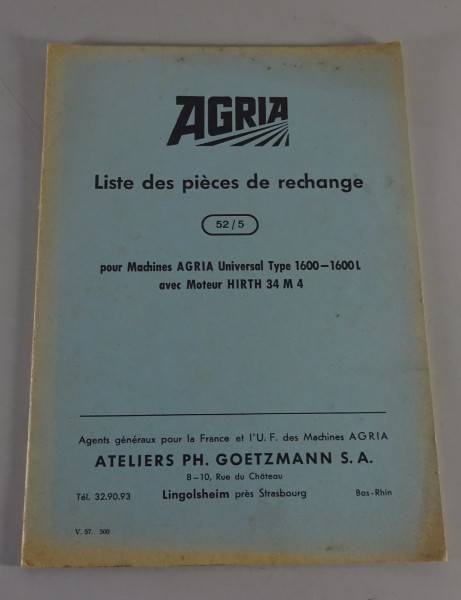 AGRIA
Liste des pièces de rechange
52/5
pour Machines AGRIA Universal Type 1600-1600L
avec Moteur HIRTH 34 M 4
Agents généraux pour la France et l'U. F. des Machines AGRIA
ATELIERS PH. GOETZMANN S. A.
8-10, Rue du Château
Tél. 32.90.93 Lingolsheim près Strasbourg Bas-Rhin
V. 57. 500